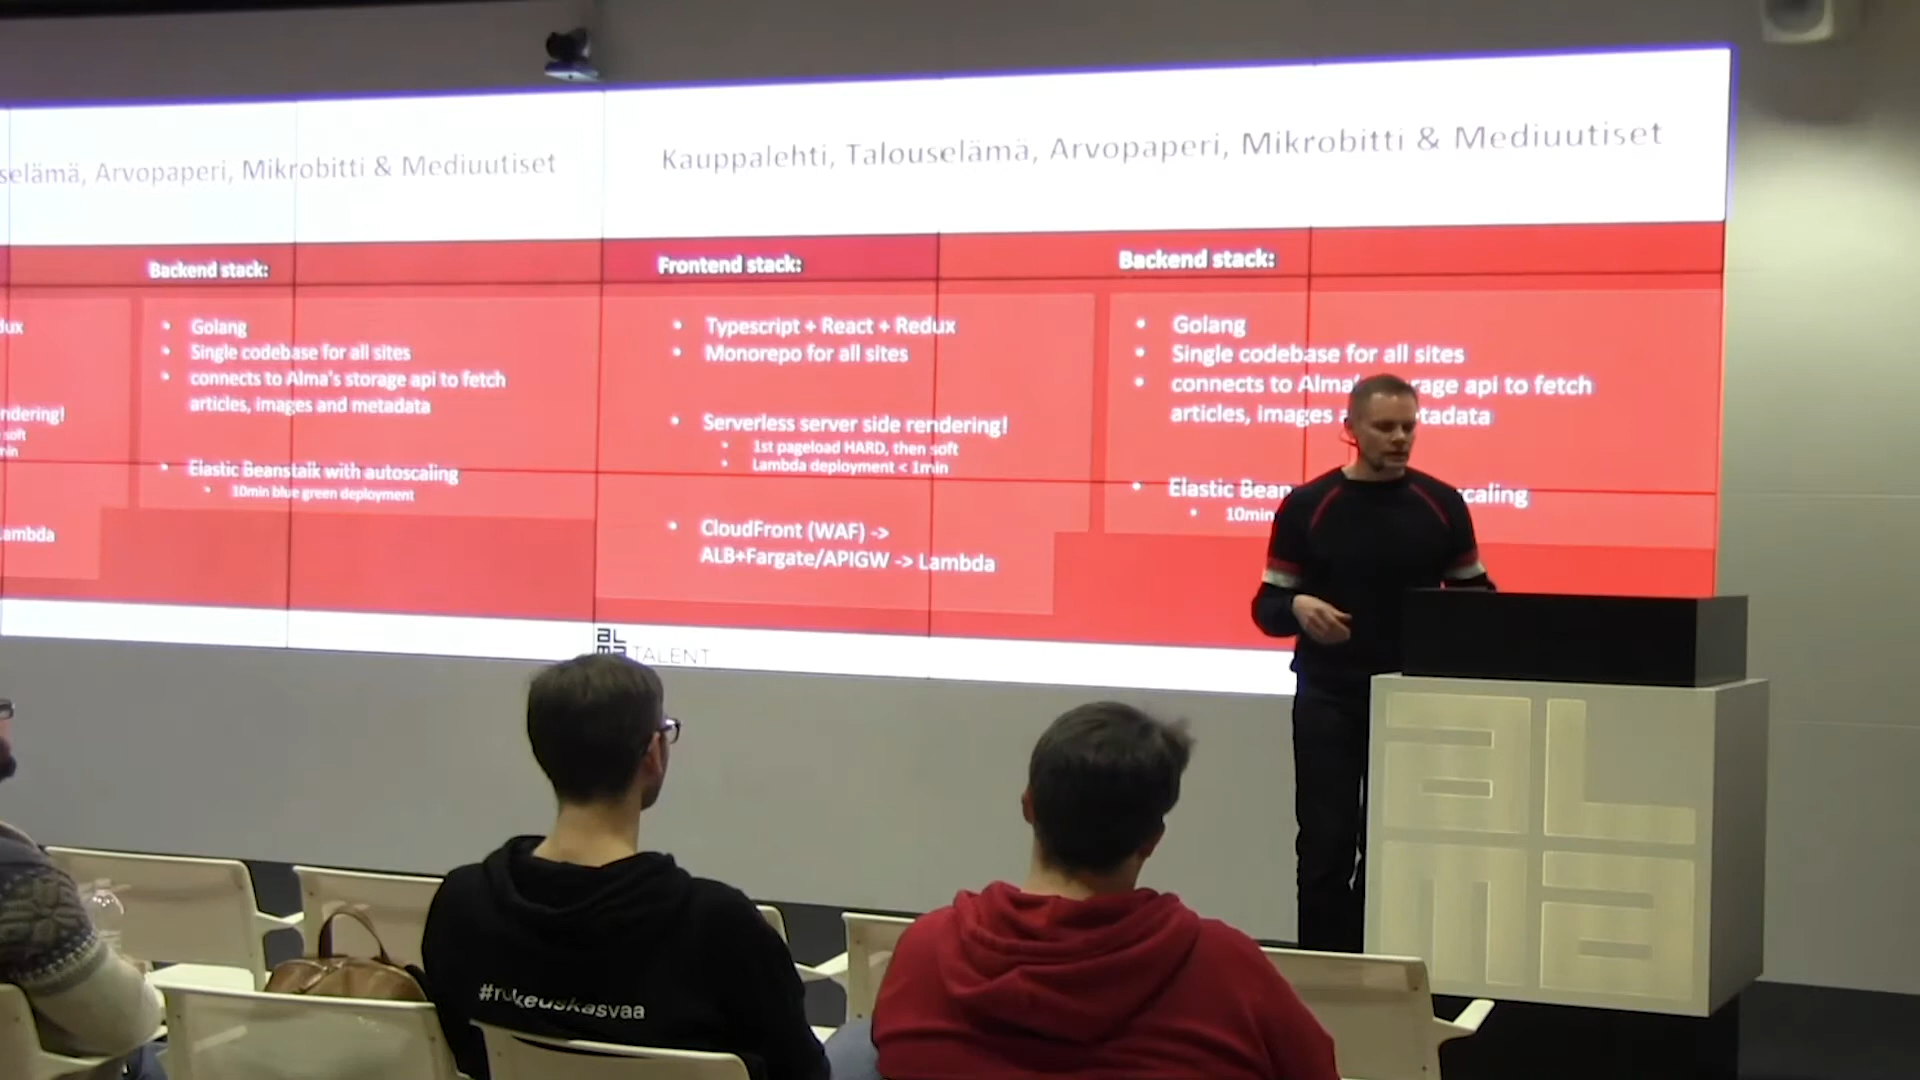 selämä, Arvopaperi, Mikrobitti & Mediuutiset
Backend stack:
dux
• Golang
• Single codebase for all sites
• connects to Alma's storage api to fetch
articles, images and metadata
ndering!
soft
min
• Elastic Beanstalk with autoscaling
• 10min blue green deployment
ambda
Kauppalehti, Talouselämä, Arvopaperi, Mikrobitti & Mediuutiset
Frontend stack:
• Typescript + React + Redux
• Monorepo for all sites
• Serverless server side rendering!
• 1st pageload HARD, then soft
• Lambda deployment < 1min
• CloudFront (WAF) ->
ALB+Fargate/APIGW -> Lambda
Backend stack:
• Golang
• Single codebase for all sites
• connects to Alma' rage api to fetch
articles, images a tadata
• Elastic Bean caling
• 10min
TALENT
aL
ma
#rukeuskasvaa